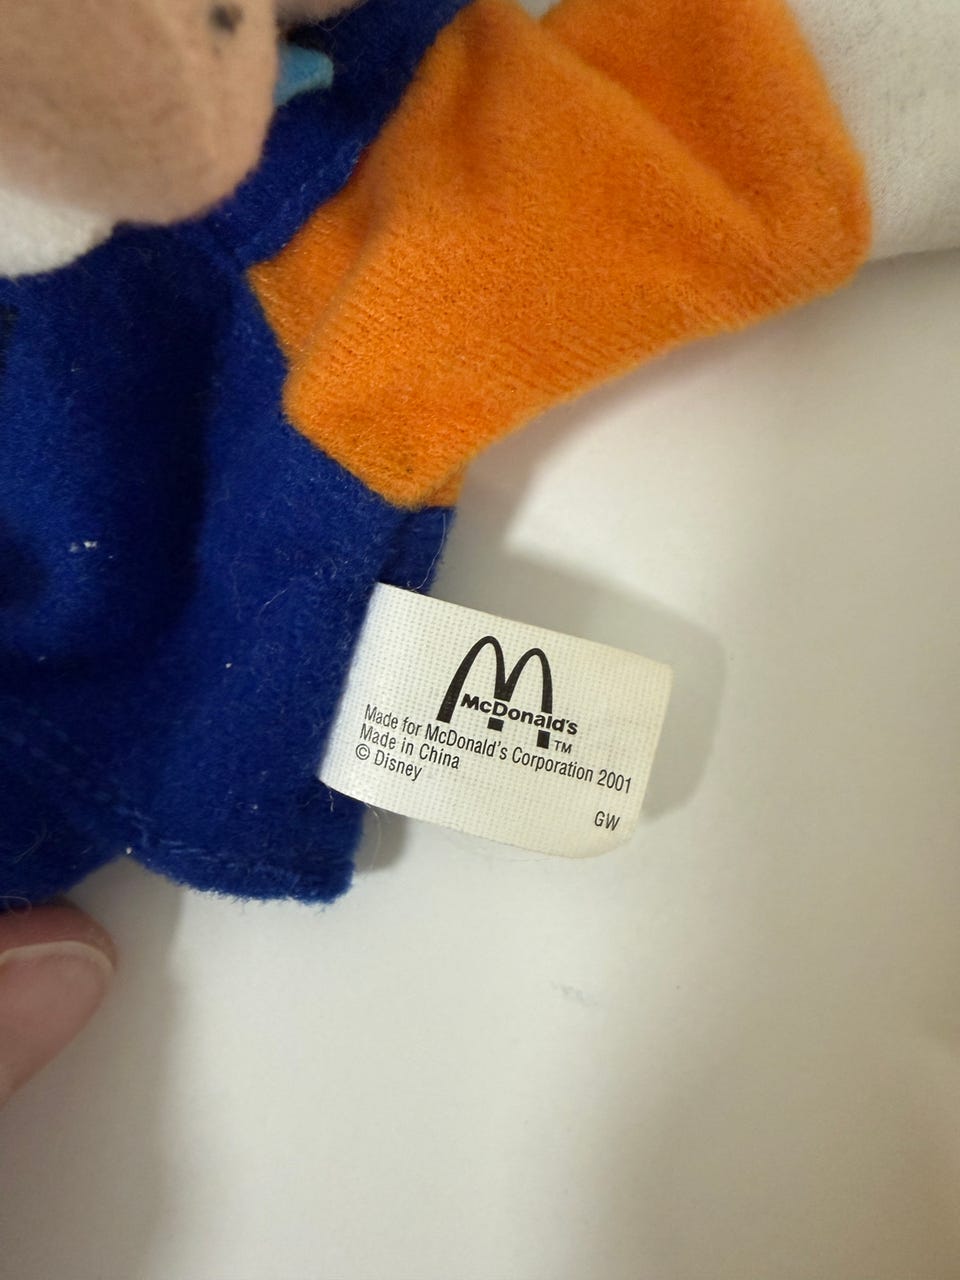 McDonald's
TM
Made for McDonald's Corporation 2001
Made in China
© Disney
GW